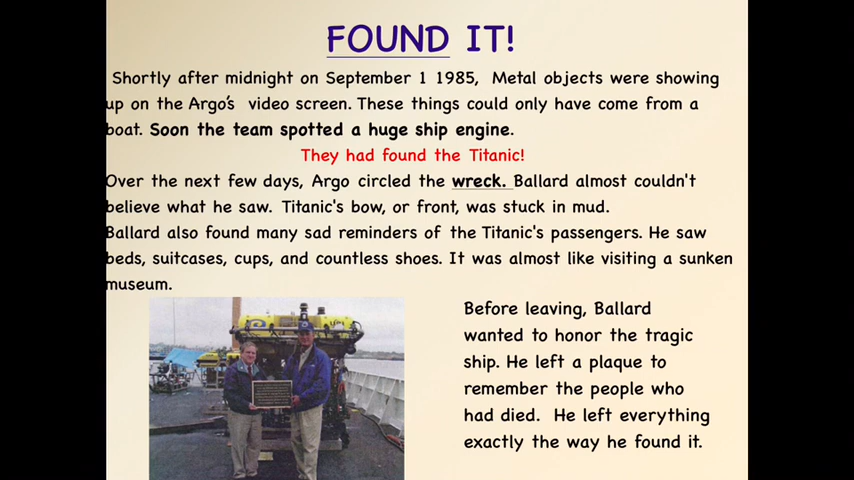 FOUND IT!
Shortly after midnight on September 1 1985, Metal objects were showing
up on the Argo's video screen. These things could only have come from a
boat. Soon the team spotted a huge ship engine.
They had found the Titanic!
Over the next few days, Argo circled the wreck. Ballard almost couldn't
believe what he saw. Titanic's bow, or front, was stuck in mud.
Ballard also found many sad reminders of the Titanic's passengers. He saw
beds, suitcases, cups, and countless shoes. It was almost like visiting a sunken
museum.
Before leaving, Ballard
wanted to honor the tragic
ship. He left a plaque to
remember the people who
had died. He left everything
exactly the way he found it.